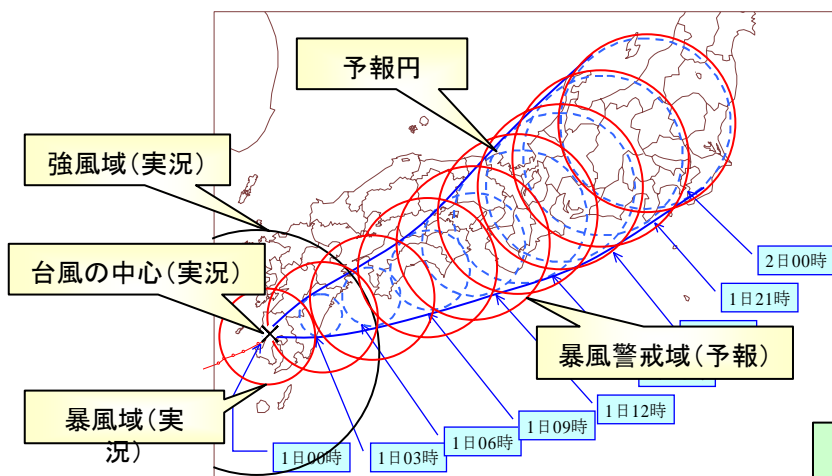 予報円
強風域(実況)
台風の中心(実況)
暴風域(実
況)
暴風警戒域(予報)
2日00時
1日21時
1日12時
1日09時
1日06時
1日03時
1日00時